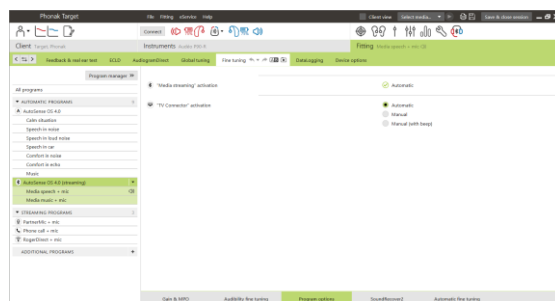 Phonak Target
File Fitting eService Help
Client view
Select media...
Save & close session
Connect
Client Target, Phonak
Instruments Audéo P90-R
Fitting Media speech + mic
Feedback & real ear test
ECLD
AudiogramDirect
Global tuning
Fine tuning
DataLogging
Device options
Program manager
"Media streaming" activation
Automatic
All programs
"TV Connector" activation
Automatic
Manual
Manual (with beep)
AUTOMATIC PROGRAMS
AutoSense OS 4.0
Calm situation
Speech in noise
Speech in loud noise
Speech in car
Comfort in noise
Comfort in echo
Music
AutoSense OS 4.0 (streaming)
Media speech + mic
Media music + mic
STREAMING PROGRAMS
PartnerMic + mic
Phone call + mic
RogerDirect + mic
ADDITIONAL PROGRAMS
Gain & MPO
Audibility fine tuning
Program options
SoundRecover2
Automatic fine tuning